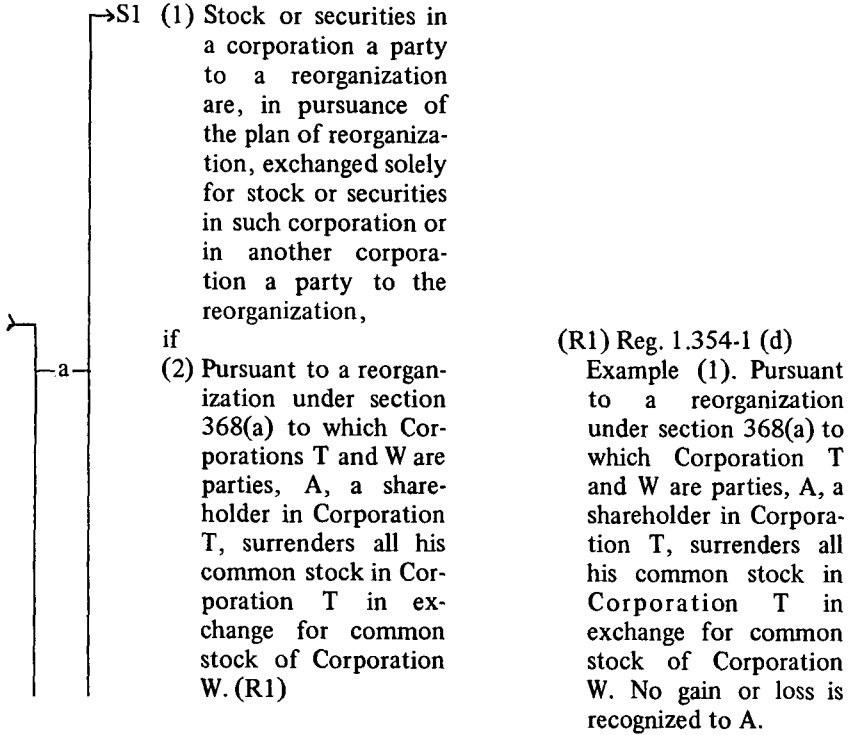 S1 (1) Stock or securities in
a corporation a party
to a reorganization
are, in pursuance of
the plan of reorganiza-
tion, exchanged solely
for stock or securities
in such corporation or
in another corpora-
tion a party to the
reorganization,
if
a
(2) Pursuant to a reorgan-
ization under section
368(a) to which Cor-
porations T and W are
parties, A, a share-
holder in Corporation
T, surrenders all his
common stock in Cor-
poration T in ex-
change for common
stock of Corporation
W. (R1)
(R1) Reg. 1.354-1 (d)
Example (1). Pursuant
to a reorganization
under section 368(a) to
which Corporation T
and W are parties, A, a
shareholder in Corpora-
tion T, surrenders all
his common stock in
Corporation T in
exchange for common
stock of Corporation
W. No gain or loss is
recognized to A.